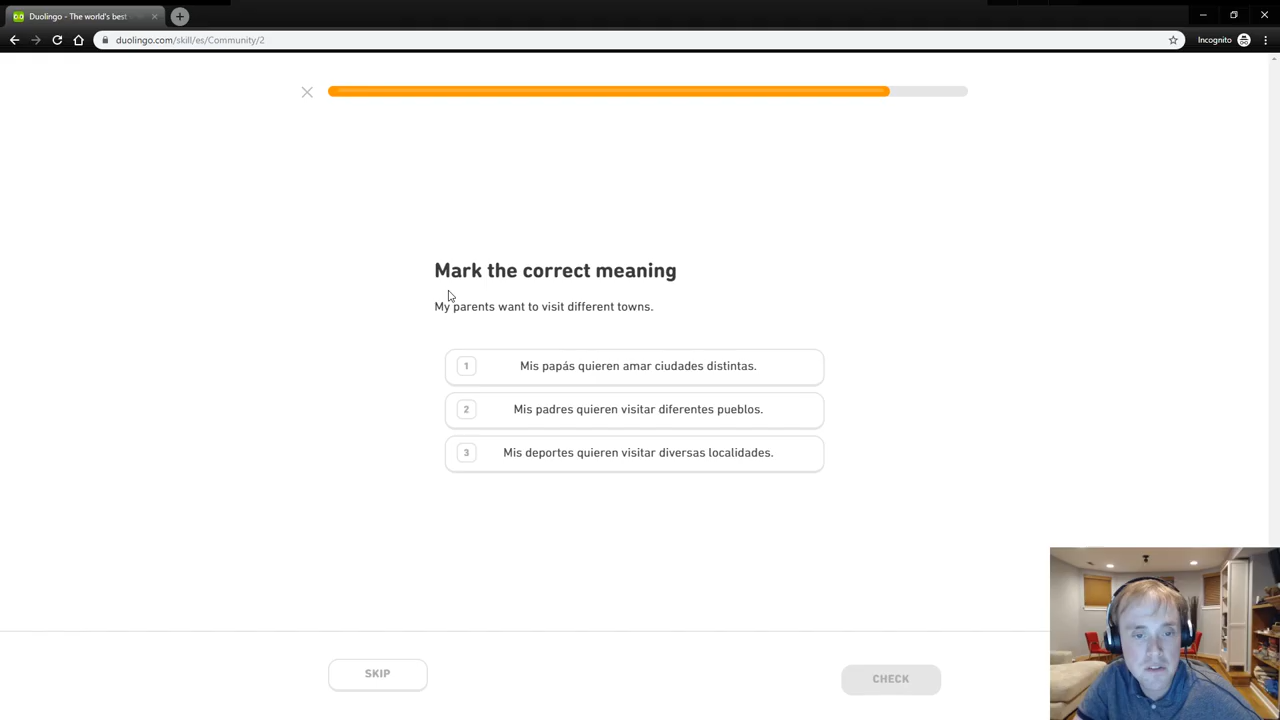 Duolingo - The world's best
duolingo.com/skill/es/Community/2
Incognito
Mark the correct meaning
My parents want to visit different towns.
1 Mis papás quieren amar ciudades distintas.
2 Mis padres quieren visitar diferentes pueblos.
3 Mis deportes quieren visitar diversas localidades.
SKIP
CHECK